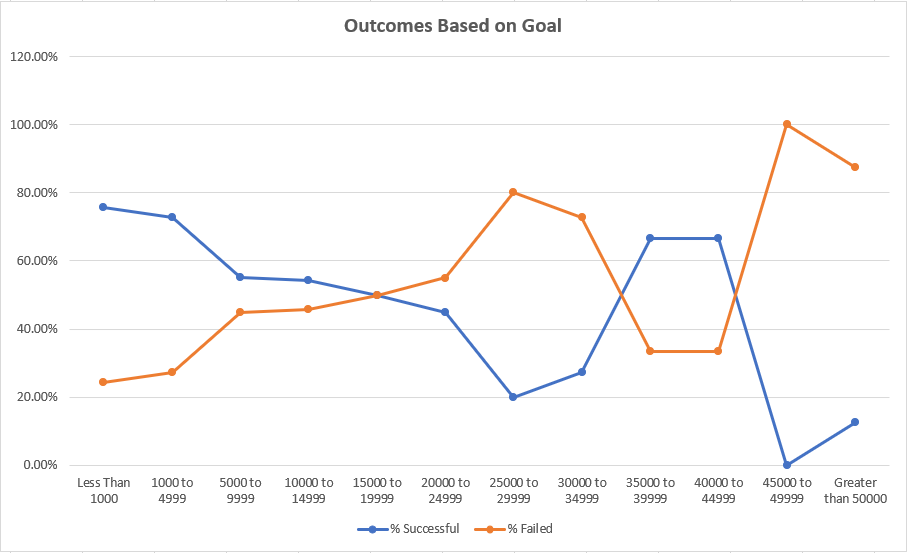 Outcomes Based on Goal
120.00%
100.00%
80.00%
60.00%
40.00%
20.00%
0.00%
Less Than
1000
1000 to
4999
5000 to
9999
10000 to
14999
15000 to
19999
20000 to
24999
25000 to
29999
30000 to
34999
35000 to
39999
40000 to
44999
45000 to
49999
Greater
than 50000
% Successful
% Failed